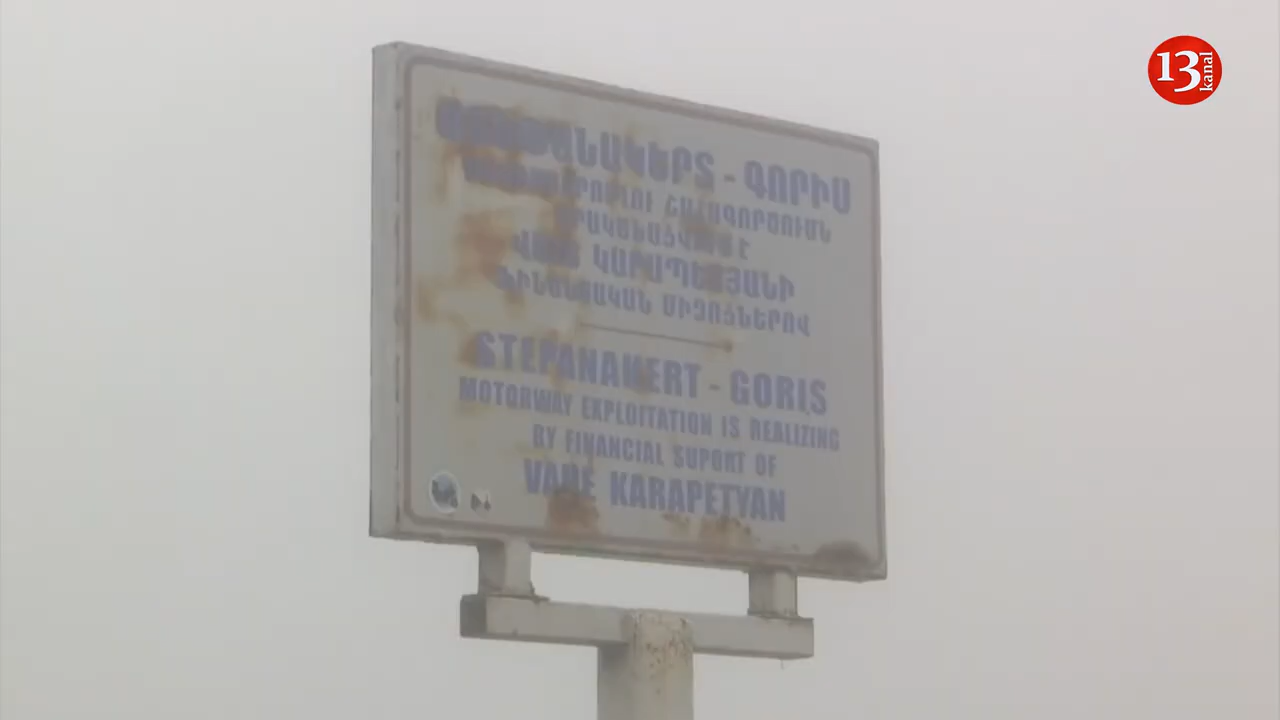 ՍՏԵՓԱՆԱԿԵՐՏ - ԳՈՐԻՍ
ՇԱՀԱԳՈՐԾՈՒՄՆ
ԻՐԱԿԱՆԱՑՎՈՒՄ Է
ՎԱՀԵ ԿԱՐԱՊԵՏՅԱՆԻ
ՖԻՆԱՆՍԱԿԱՆ ՄԻՋՈՑՆԵՐՈՎ
STEPANAKERT - GORIS
MOTORWAY EXPLOITATION IS REALIZING
BY FINANCIAL SUPORT OF
VAHE KARAPETYAN
13 kanal